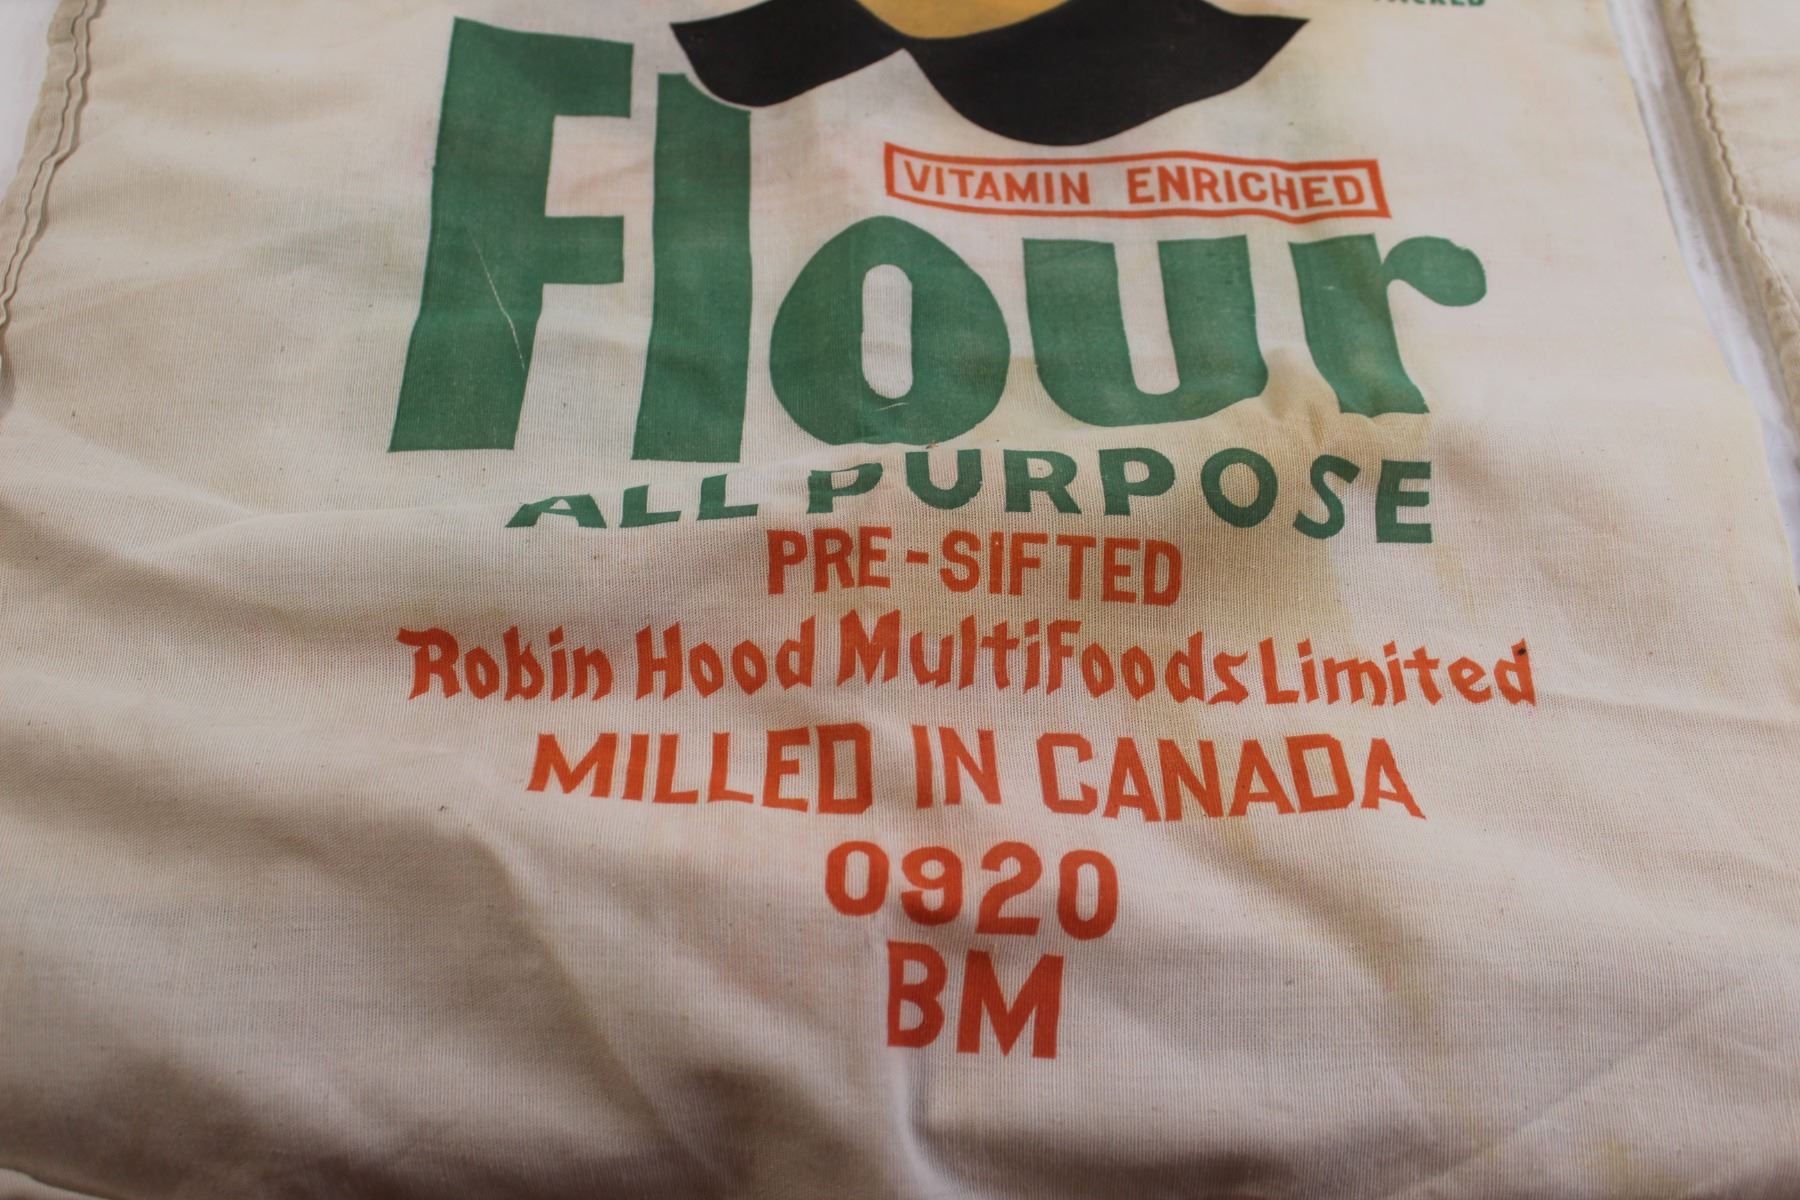 VITAMIN ENRICHED
Flour
ALL PURPOSE
PRE-SIFTED
Robin Hood MultiFoods Limited
MILLED IN CANADA
0920
BM